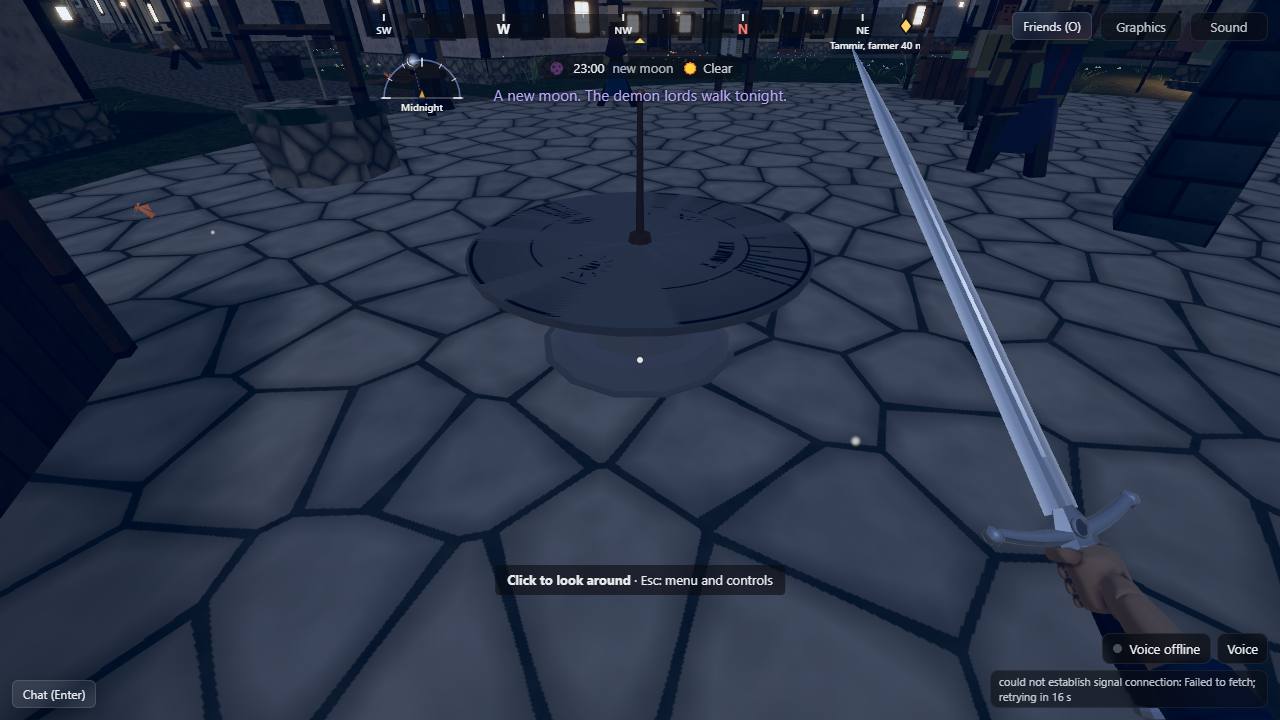 SW
W
NW
N
NE
Friends (O)
Graphics
Sound
Tammir, farmer 40 m
23:00 new moon Clear
Midnight
A new moon. The demon lords walk tonight.
Click to look around · Esc: menu and controls
Voice offline
Voice
could not establish signal connection: Failed to fetch;
retrying in 16 s
Chat (Enter)